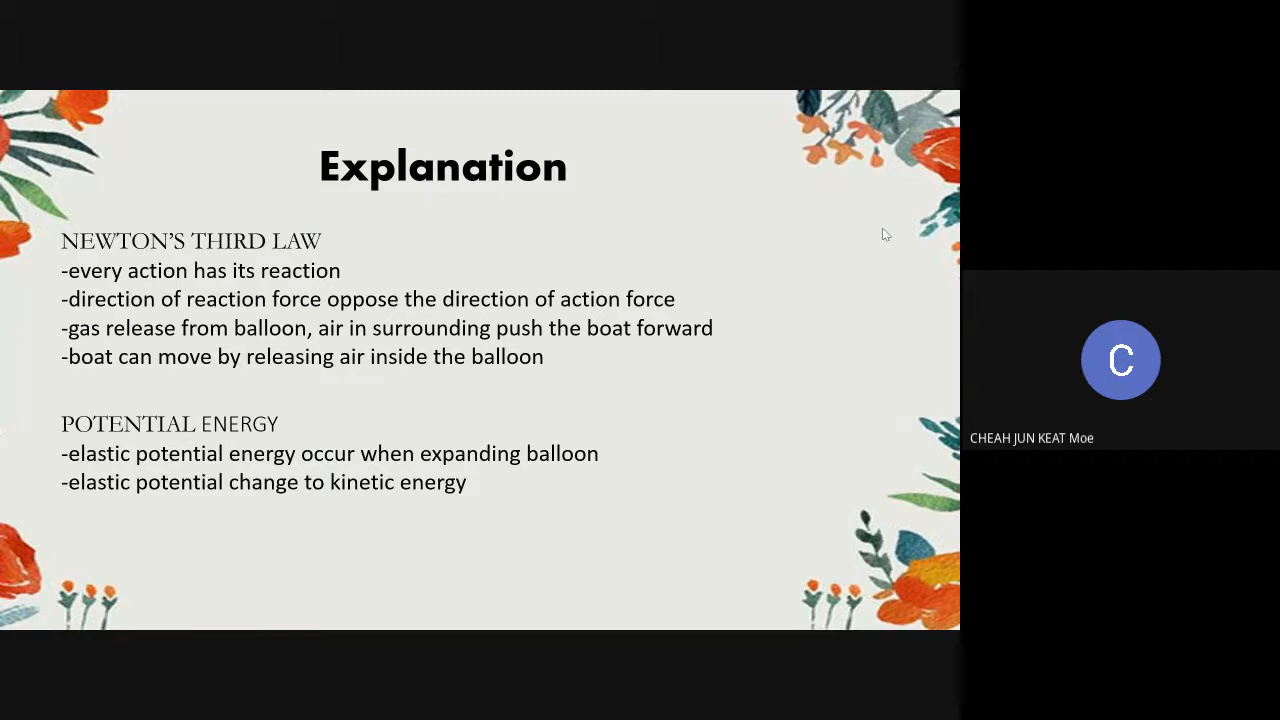 Explanation
NEWTON'S THIRD LAW
-every action has its reaction
-direction of reaction force oppose the direction of action force
-gas release from balloon, air in surrounding push the boat forward
-boat can move by releasing air inside the balloon
POTENTIAL ENERGY
-elastic potential energy occur when expanding balloon
-elastic potential change to kinetic energy
C
CHEAH JUN KEAT Moe